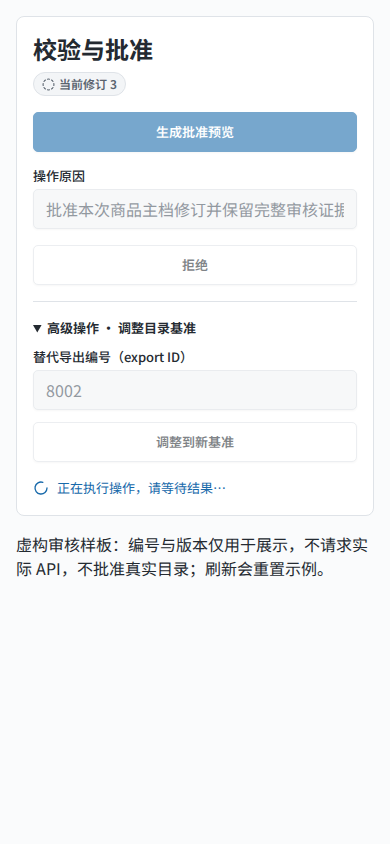 校验与批准
当前修订 3
生成批准预览
操作原因
批准本次商品主档修订并保留完整审核证据
拒绝
高级操作 · 调整目录基准
替代导出编号（export ID）
8002
调整到新基准
正在执行操作，请等待结果…
虚构审核样板：编号与版本仅用于展示，不请求实
际 API，不批准真实目录；刷新会重置示例。